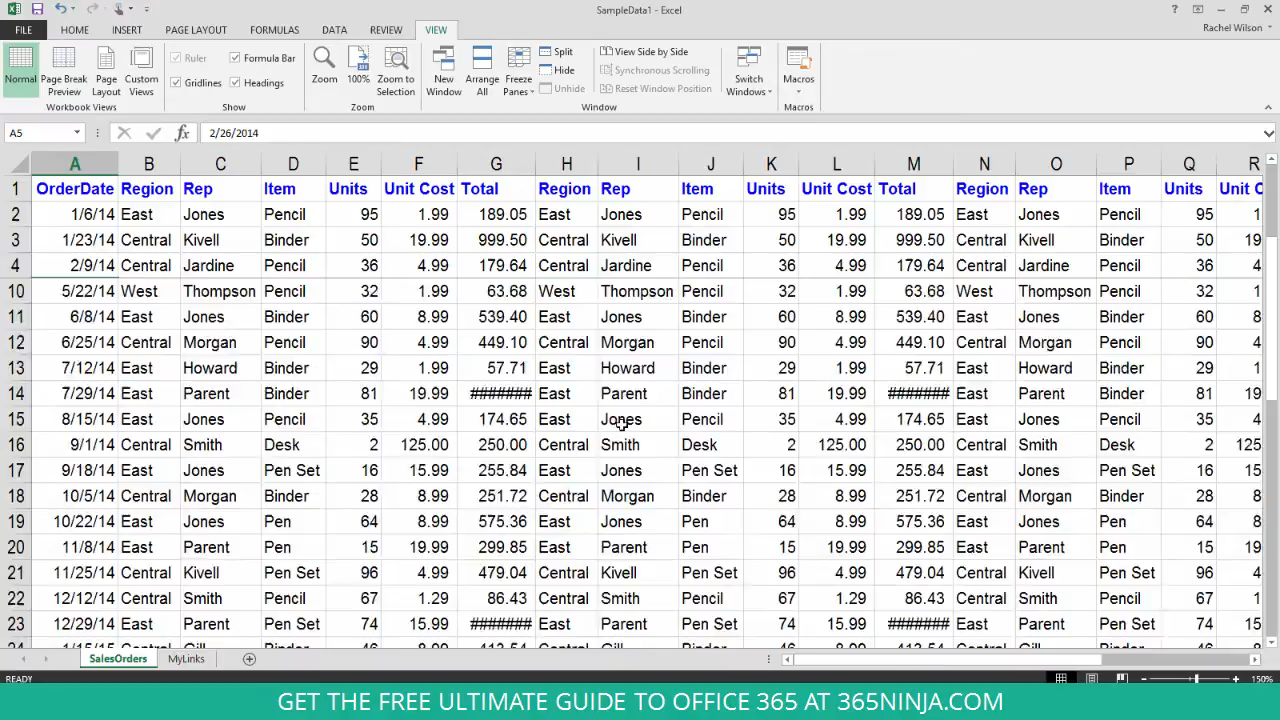 SampleData1 - Excel
Rachel Wilson
FILE HOME INSERT PAGE LAYOUT FORMULAS DATA REVIEW VIEW
Normal Page Break Preview Page Layout Custom Views
Workbook Views
Ruler Formula Bar
Gridlines Headings
Show
Zoom 100% Zoom to Selection
Zoom
New Window Arrange All Freeze Panes
Split
Hide
Unhide
View Side by Side
Synchronous Scrolling
Reset Window Position
Switch Windows
Window
Macros
Macros
A5 fx 2/26/2014
A B C D E F G H I J K L M N O P Q R
1 OrderDate Region Rep Item Units Unit Cost Total Region Rep Item Units Unit Cost Total Region Rep Item Units Unit C
2 1/6/14 East Jones Pencil 95 1.99 189.05 East Jones Pencil 95 1.99 189.05 East Jones Pencil 95 1
3 1/23/14 Central Kivell Binder 50 19.99 999.50 Central Kivell Binder 50 19.99 999.50 Central Kivell Binder 50 19
4 2/9/14 Central Jardine Pencil 36 4.99 179.64 Central Jardine Pencil 36 4.99 179.64 Central Jardine Pencil 36 4
10 5/22/14 West Thompson Pencil 32 1.99 63.68 West Thompson Pencil 32 1.99 63.68 West Thompson Pencil 32 1
11 6/8/14 East Jones Binder 60 8.99 539.40 East Jones Binder 60 8.99 539.40 East Jones Binder 60 8
12 6/25/14 Central Morgan Pencil 90 4.99 449.10 Central Morgan Pencil 90 4.99 449.10 Central Morgan Pencil 90 4
13 7/12/14 East Howard Binder 29 1.99 57.71 East Howard Binder 29 1.99 57.71 East Howard Binder 29 1
14 7/29/14 East Parent Binder 81 19.99 ####### East Parent Binder 81 19.99 ####### East Parent Binder 81 19
15 8/15/14 East Jones Pencil 35 4.99 174.65 East Jones Pencil 35 4.99 174.65 East Jones Pencil 35 4
16 9/1/14 Central Smith Desk 2 125.00 250.00 Central Smith Desk 2 125.00 250.00 Central Smith Desk 2 125
17 9/18/14 East Jones Pen Set 16 15.99 255.84 East Jones Pen Set 16 15.99 255.84 East Jones Pen Set 16 15
18 10/5/14 Central Morgan Binder 28 8.99 251.72 Central Morgan Binder 28 8.99 251.72 Central Morgan Binder 28 8
19 10/22/14 East Jones Pen 64 8.99 575.36 East Jones Pen 64 8.99 575.36 East Jones Pen 64 8
20 11/8/14 East Parent Pen 15 19.99 299.85 East Parent Pen 15 19.99 299.85 East Parent Pen 15 19
21 11/25/14 Central Kivell Pen Set 96 4.99 479.04 Central Kivell Pen Set 96 4.99 479.04 Central Kivell Pen Set 96 4
22 12/12/14 Central Smith Pencil 67 1.29 86.43 Central Smith Pencil 67 1.29 86.43 Central Smith Pencil 67 1
23 12/29/14 East Parent Pen Set 74 15.99 ####### East Parent Pen Set 74 15.99 ####### East Parent Pen Set 74 15
SalesOrders MyLinks
READY 150%
GET THE FREE ULTIMATE GUIDE TO OFFICE 365 AT 365NINJA.COM